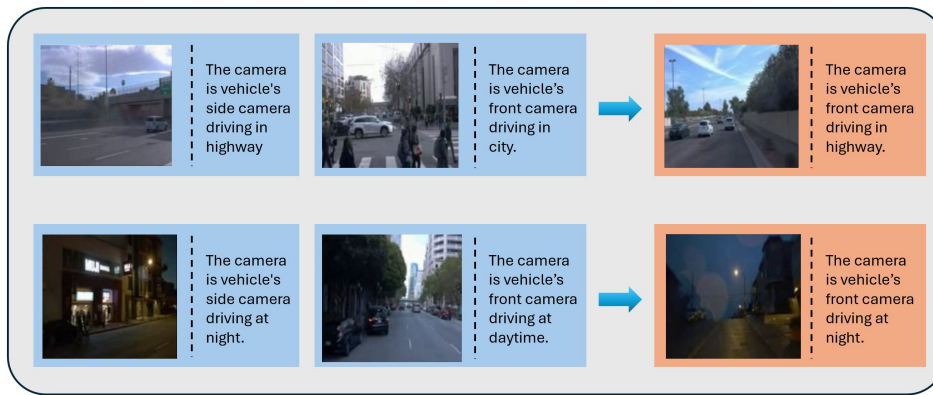 The camera
is vehicle's
side camera
driving in
highway
The camera
is vehicle’s
front camera
driving in
city.
The camera
is vehicle’s
front camera
driving in
highway.
The camera
is vehicle's
side camera
driving at
night.
The camera
is vehicle’s
front camera
driving at
daytime.
The camera
is vehicle’s
front camera
driving at
night.